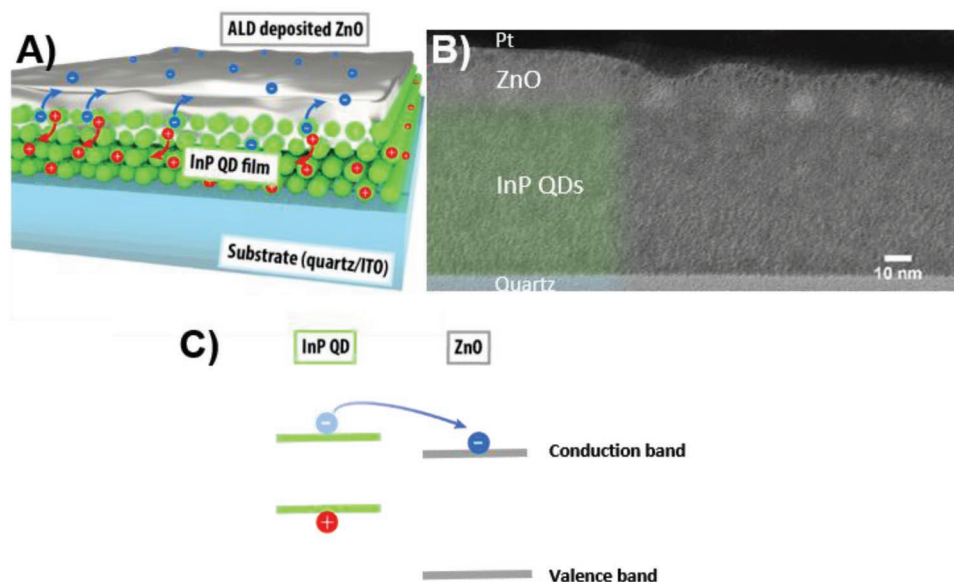 A)
ALD deposited ZnO
InP QD film
Substrate (quartz/ITO)
B)
Pt
ZnO
InP QDs
Quartz
10 nm
C)
InP QD
ZnO
Conduction band
Valence band